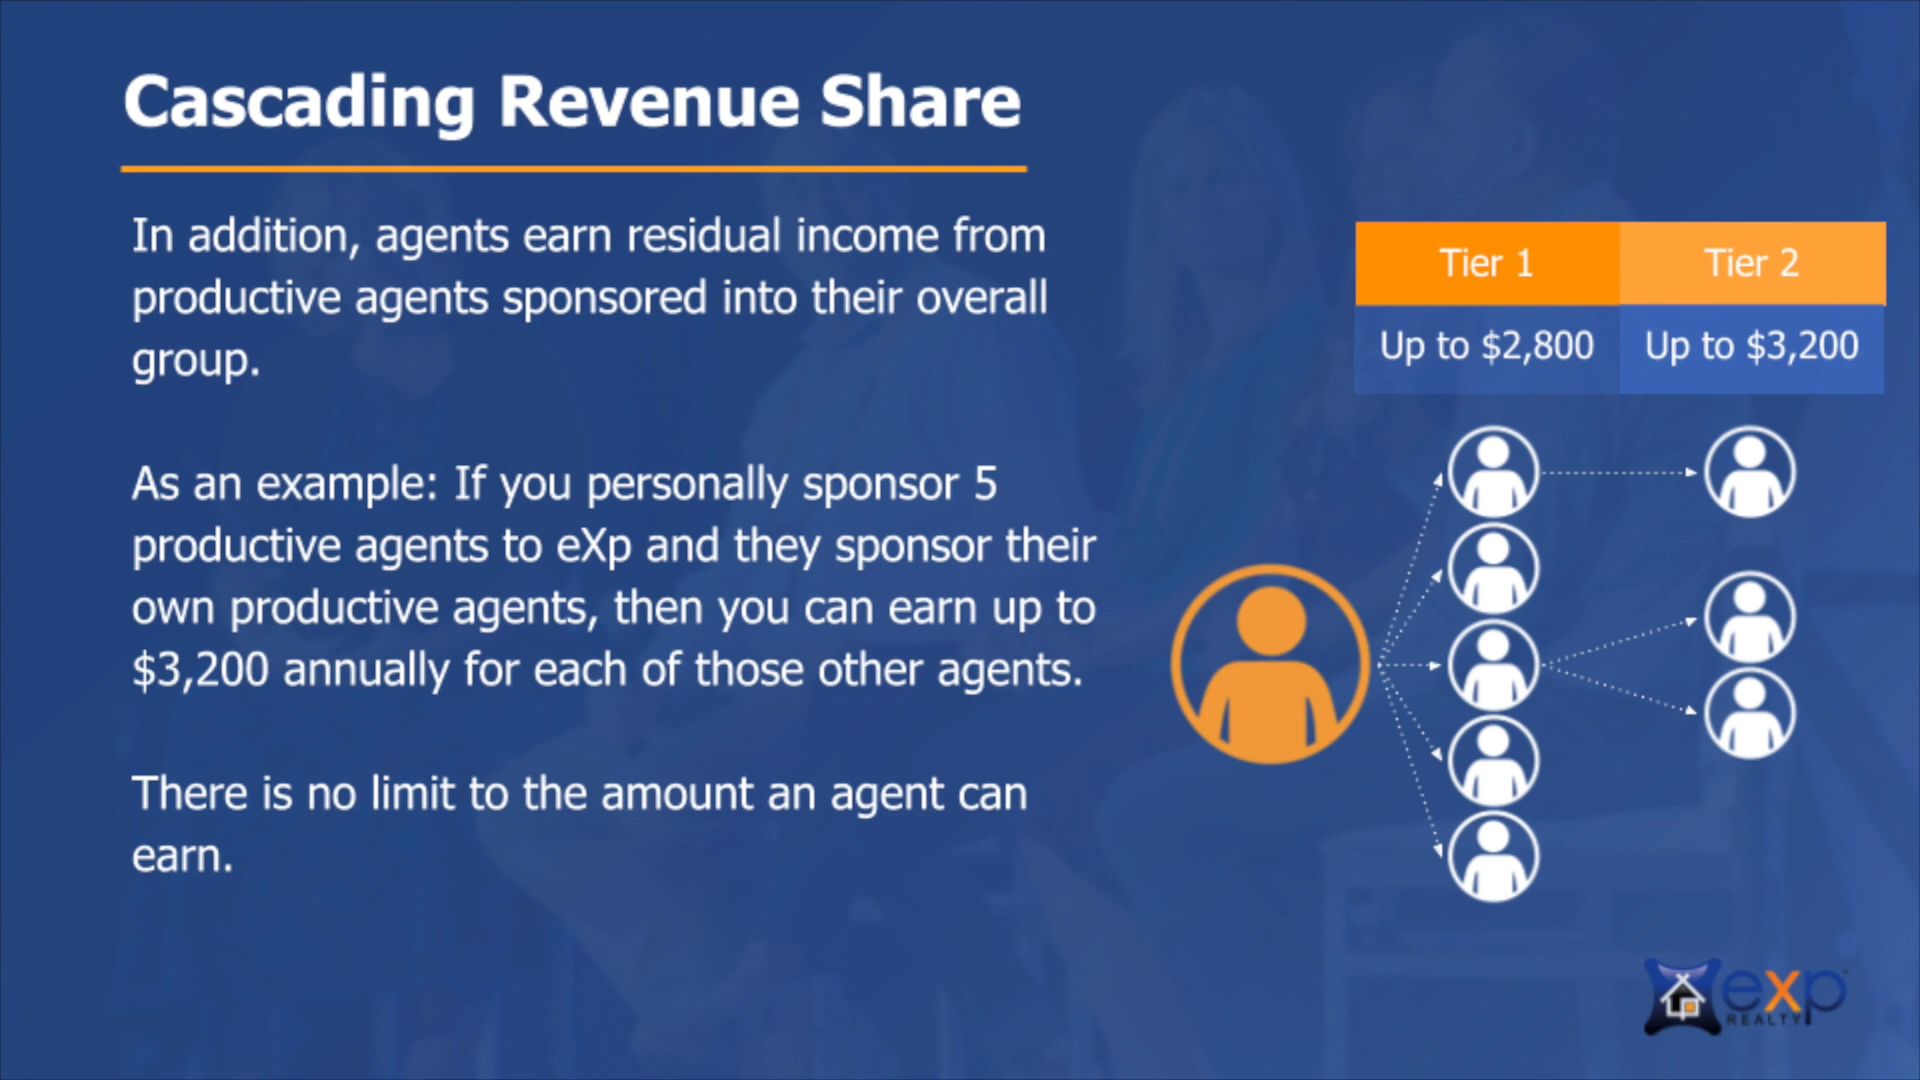 Cascading Revenue Share
In addition, agents earn residual income from
productive agents sponsored into their overall
group.
As an example: If you personally sponsor 5
productive agents to eXp and they sponsor their
own productive agents, then you can earn up to
$3,200 annually for each of those other agents.
There is no limit to the amount an agent can
earn.
Tier 1 Tier 2
Up to $2,800 Up to $3,200
exp
REALTY